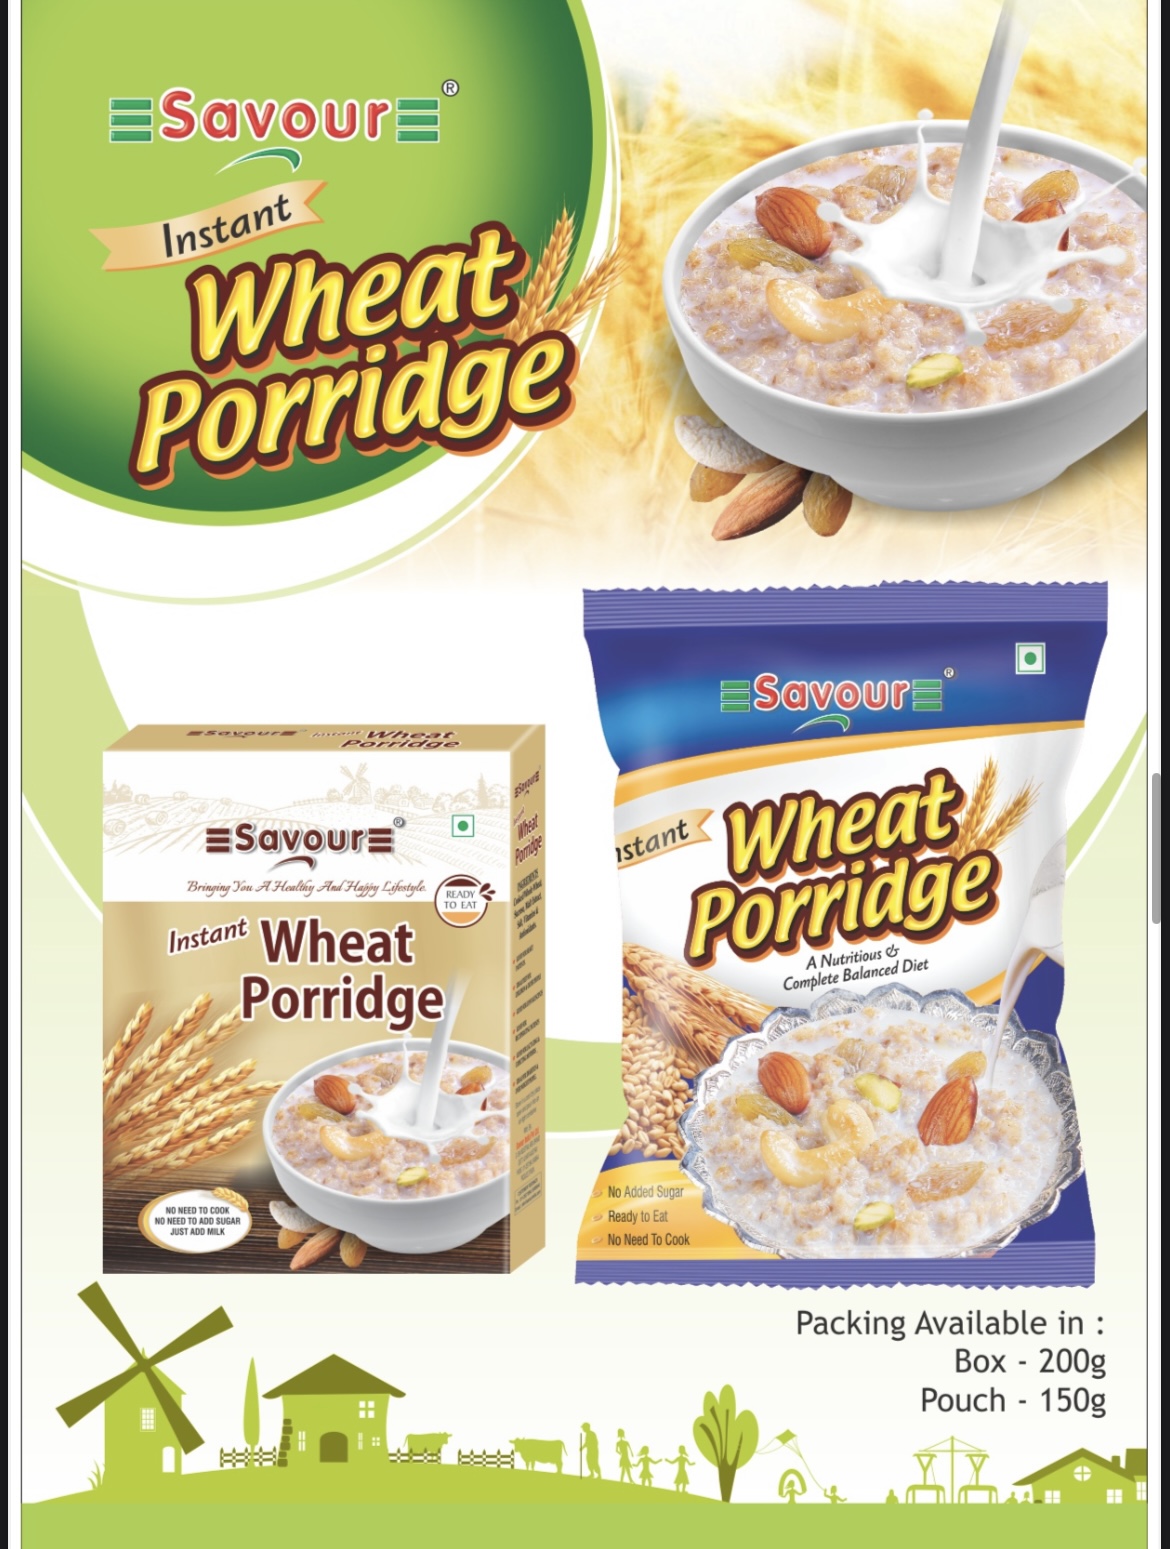 Savour®
Instant
Wheat
Porridge
Savour
Instant Wheat
Porridge
Savour®
Bringing You A Healthy And Happy Lifestyle.
READY
TO EAT
Instant Wheat
Porridge
NO NEED TO COOK
NO NEED TO ADD SUGAR
JUST ADD MILK
Savour
Wheat
Porridge
INGREDIENTS
Savour®
nstant
Wheat
Porridge
A Nutritious &
Complete Balanced Diet
No Added Sugar
Ready to Eat
No Need To Cook
Packing Available in :
Box - 200g
Pouch - 150g